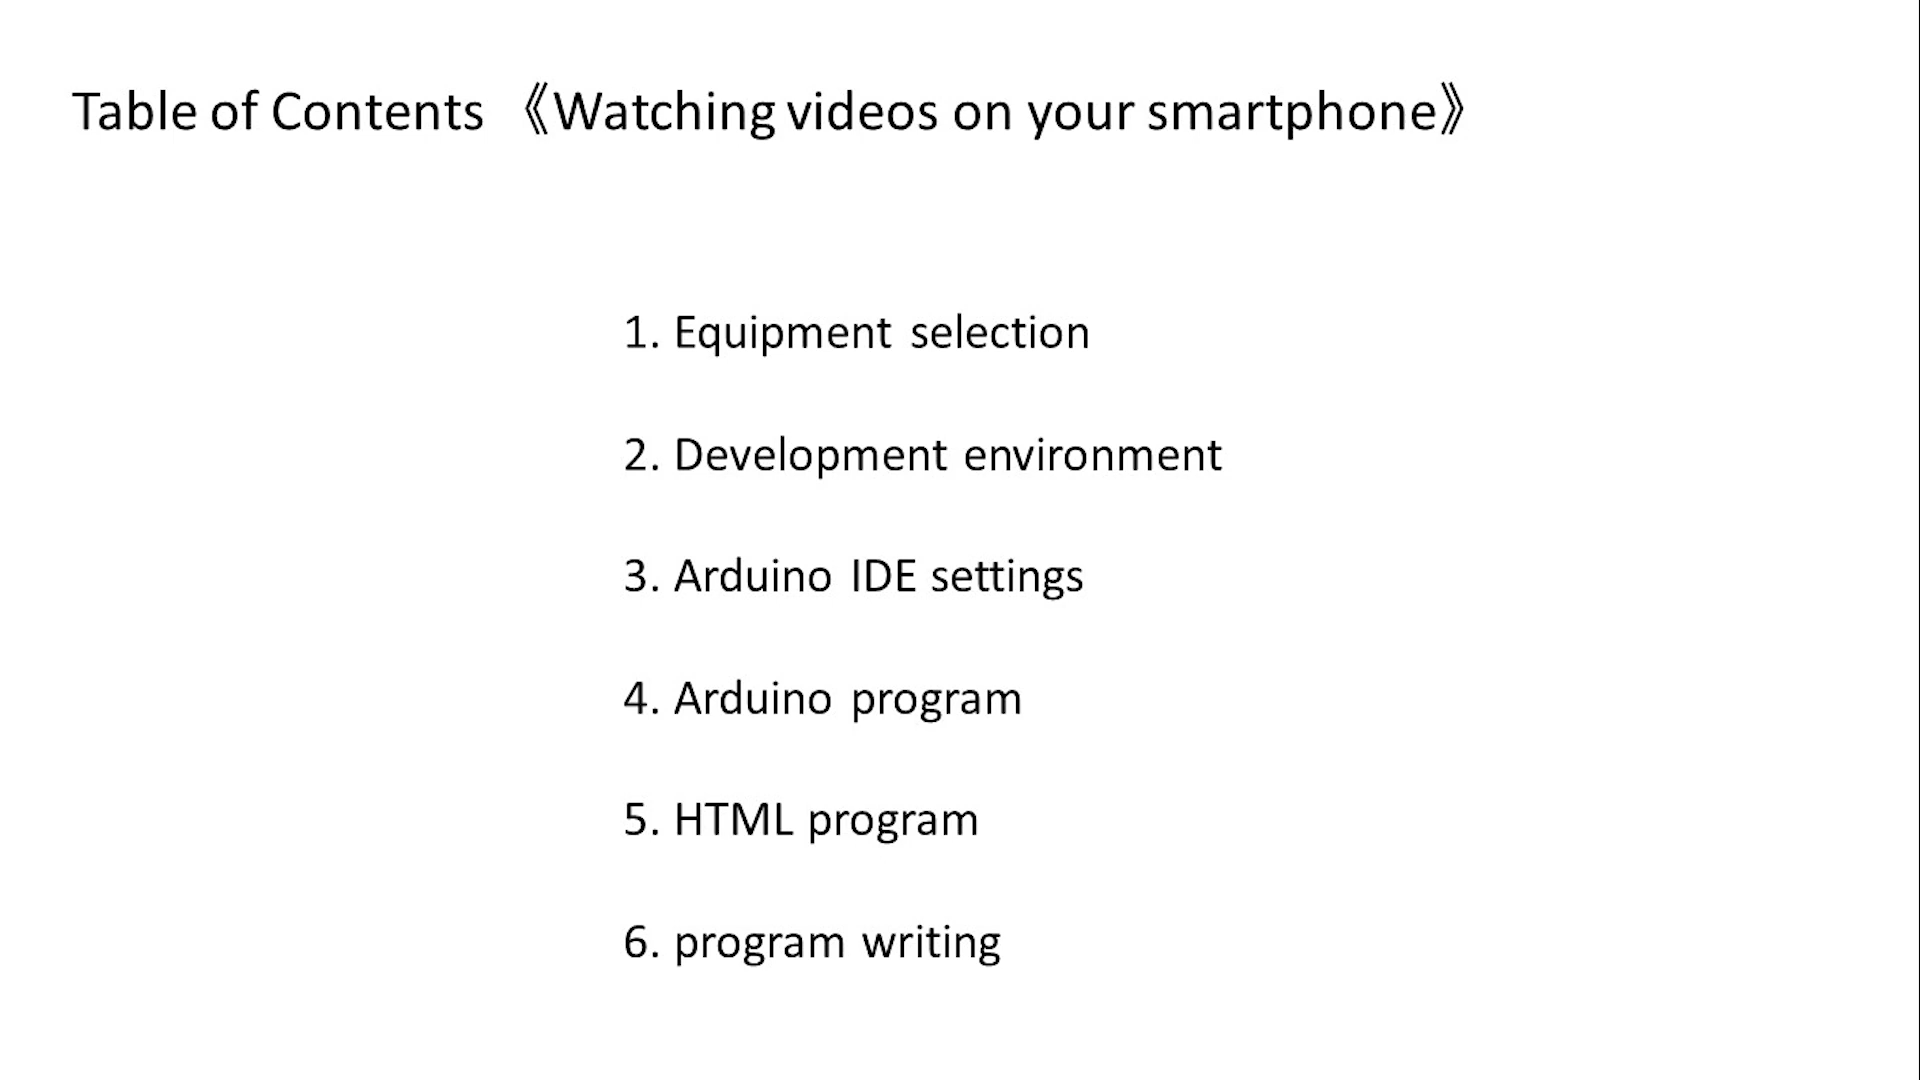 Table of Contents 《Watching videos on your smartphone》
1. Equipment selection
2. Development environment
3. Arduino IDE settings
4. Arduino program
5. HTML program
6. program writing